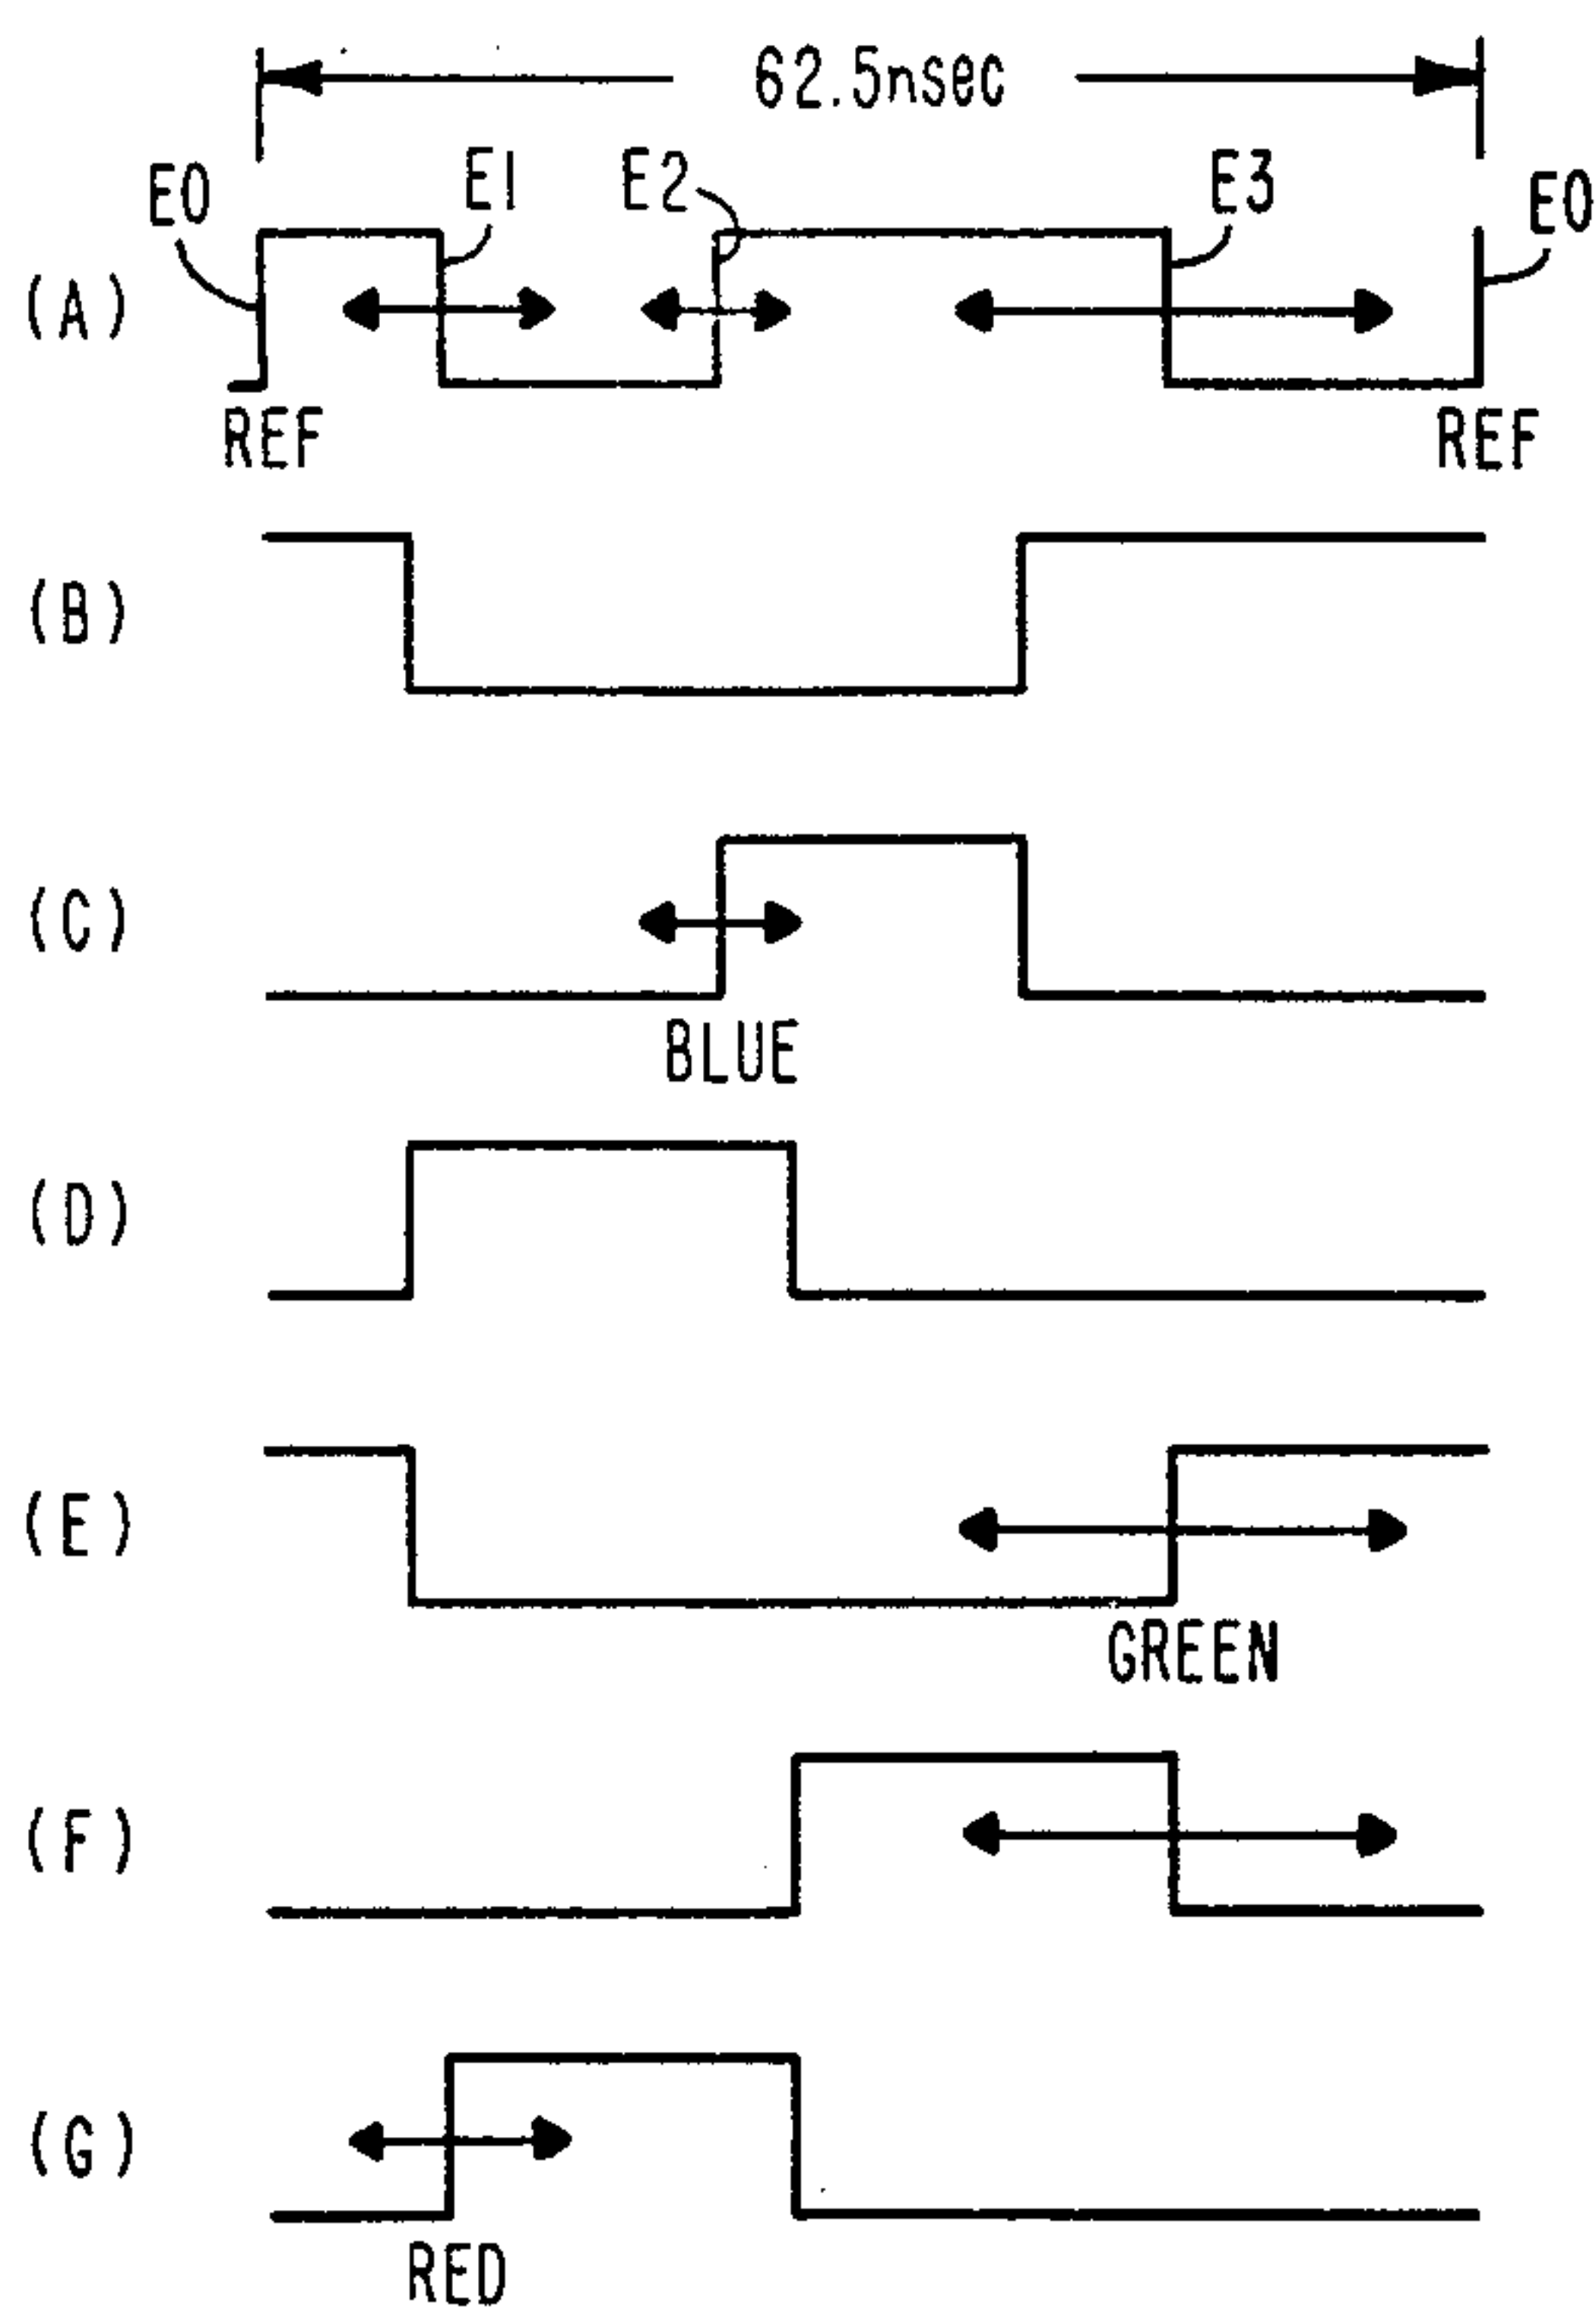 62.5nsec
E0 E1 E2 E3 E0
(A)
REF REF
(B)
(C)
BLUE
(D)
(E)
GREEN
(F)
(G)
RED